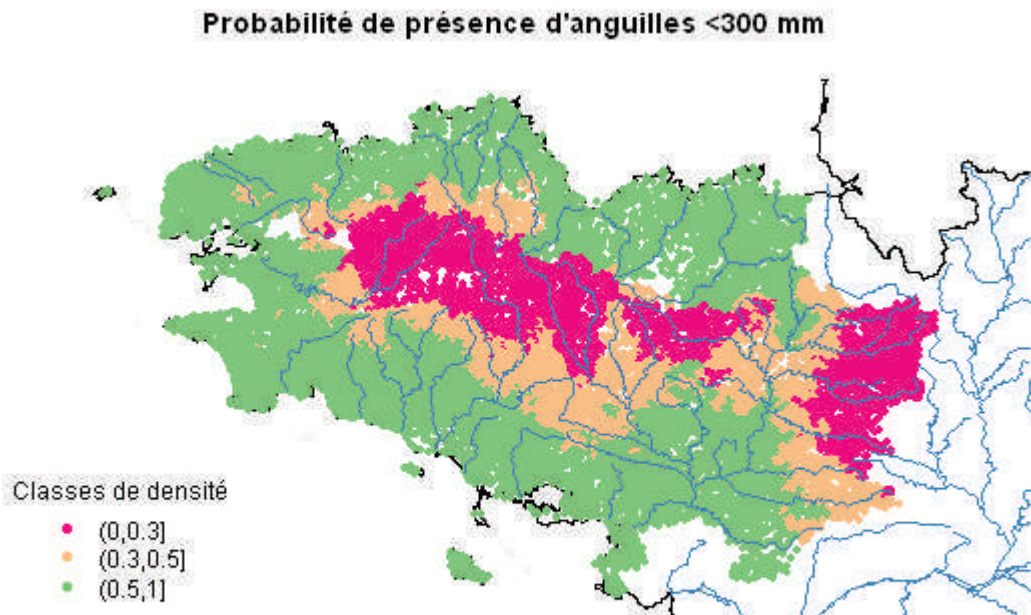 Probabilité de présence d'anguilles <300 mm
Classes de densité
(0,0.3]
(0.3,0.5]
(0.5,1]